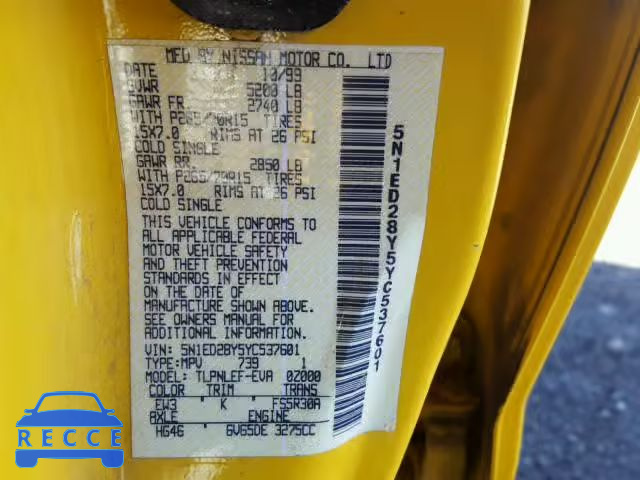 MFD BY NISSAN MOTOR CO. LTD
DATE 10/99
GVWR 5200 LB
GAWR FR 2740 LB
WITH P265/70R15 TIRES
15X7.0 RIMS AT 26 PSI
COLD SINGLE
GAWR RR 2850 LB
WITH P265/70R15 TIRES
15X7.0 RIMS AT 26 PSI
COLD SINGLE
THIS VEHICLE CONFORMS TO
ALL APPLICABLE FEDERAL
MOTOR VEHICLE SAFETY
AND THEFT PREVENTION
STANDARDS IN EFFECT
ON THE DATE OF
MANUFACTURE SHOWN ABOVE.
SEE OWNERS MANUAL FOR
ADDITIONAL INFORMATION.
VIN: 5N1ED28Y5YC537601
TYPE:MPV 739 1
MODEL: TLPNLEF-EVA 0Z000
COLOR TRIM TRANS
EW3 K FS5R30A
AXLE ENGINE
HG46 6V65DE 3275CC
5N1ED28Y5YC537601
RECCE